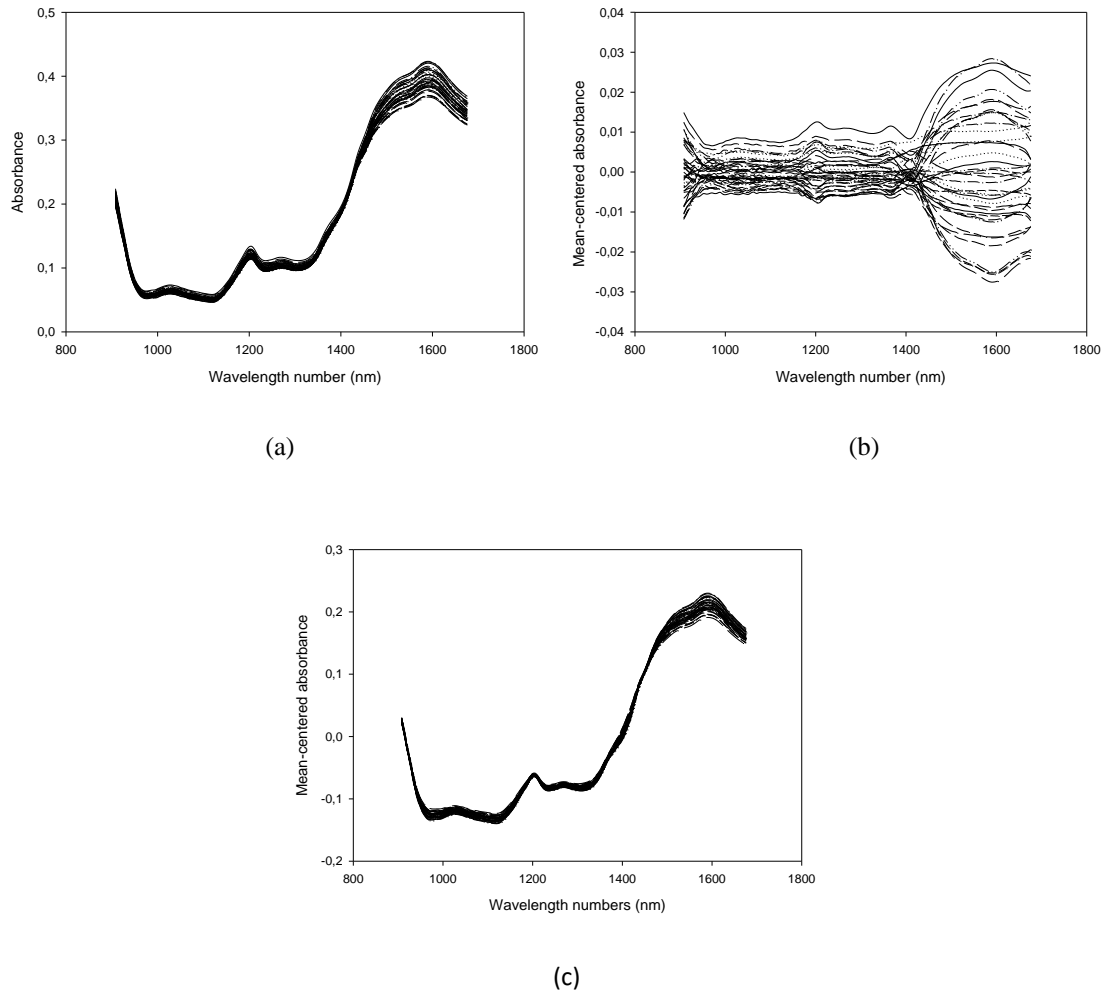 0,5
0,4
0,3
0,2
0,1
0,0
Absorbance
800 1000 1200 1400 1600 1800
Wavelength number (nm)
(a)
0,04
0,03
0,02
0,01
0,00
-0,01
-0,02
-0,03
-0,04
Mean-centered absorbance
800 1000 1200 1400 1600 1800
Wavelength number (nm)
(b)
0,3
0,2
0,1
0,0
-0,1
-0,2
Mean-centered absorbance
800 1000 1200 1400 1600 1800
Wavelength numbers (nm)
(c)